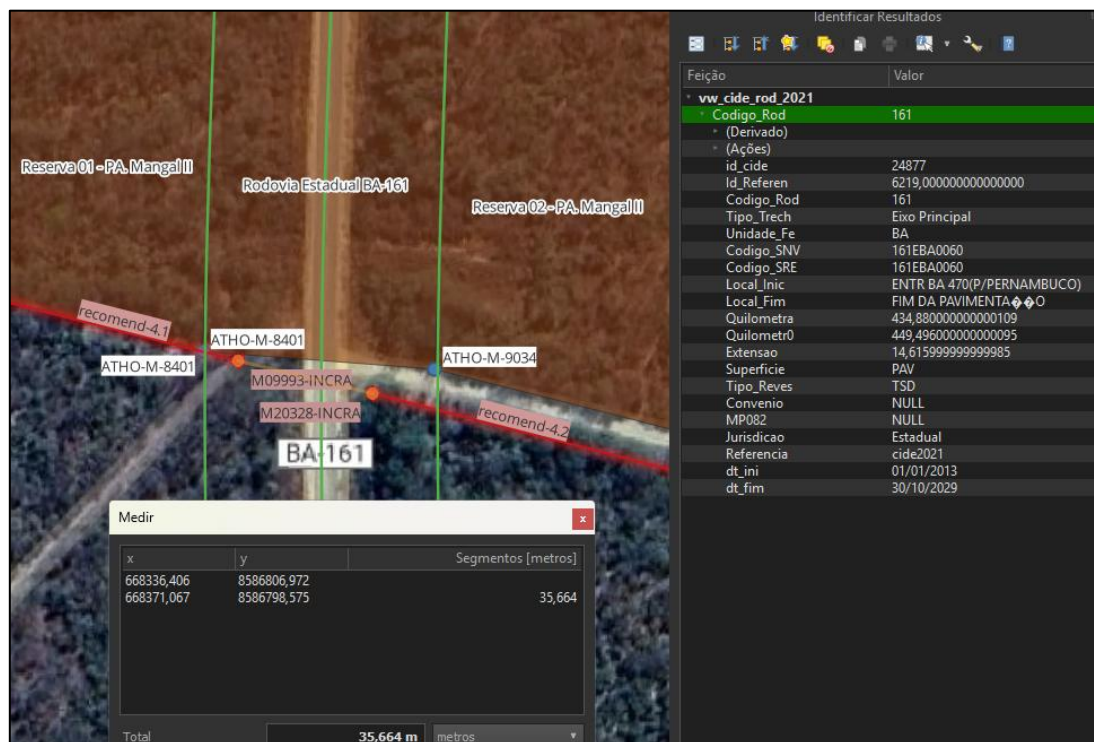 Reserva 01 - PA. Mangal II
Rodovia Estadual BA-161
Reserva 02 - PA. Mangal II
recomend-4.1
ATHO-M-8401
ATHO-M-8401
ATHO-M-9034
M09993-INCRA
M20328-INCRA
recomend-4.2
BA-161
Medir
x y Segmentos [metros]
668336,406 8586806,972
668371,067 8586798,575 35,664
Total 35,664 m metros
Identificar Resultados
Feição Valor
vw_cide_rod_2021
Codigo_Rod 161
(Derivado)
(Ações)
id_cide 24877
Id_Referen 6219,000000000000000
Codigo_Rod 161
Tipo_Trech Eixo Principal
Unidade_Fe BA
Codigo_SNV 161EBA0060
Codigo_SRE 161EBA0060
Local_Inic ENTR BA 470(P/PERNAMBUCO)
Local_Fim FIM DA PAVIMENTA��O
Quilometra 434,880000000000109
Quilometr0 449,496000000000095
Extensao 14,615999999999985
Superficie PAV
Tipo_Reves TSD
Convenio NULL
MP082 NULL
Jurisdicao Estadual
Referencia cide2021
dt_ini 01/01/2013
dt_fim 30/10/2029